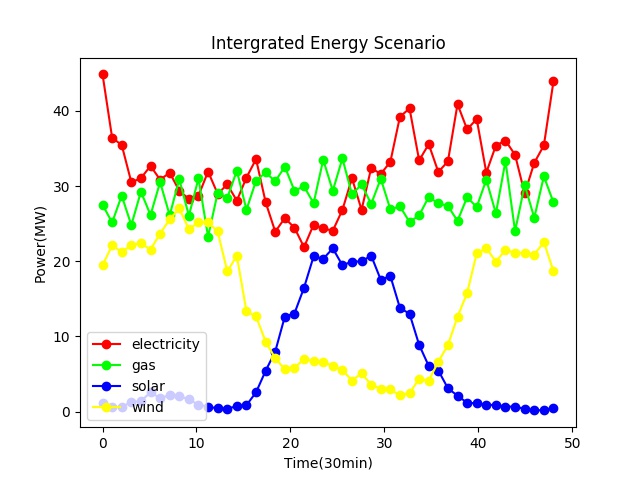 Intergrated Energy Scenario
Power(MW)
40
30
20
10
0
electricity
gas
solar
wind
0 10 20 30 40 50
Time(30min)